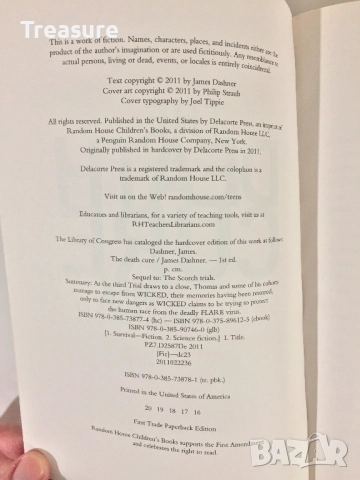 Treasure
This is a work of fiction. Names, characters, places, and incidents either are the
product of the author's imagination or are used fictitiously. Any resemblance to
actual persons, living or dead, events, or locales is entirely coincidental.
Text copyright © 2011 by James Dashner
Cover art copyright © 2011 by Philip Straub
Cover typography by Joel Tippie
All rights reserved. Published in the United States by Delacorte Press, an imprint of
Random House Children's Books, a division of Random House LLC,
a Penguin Random House Company, New York.
Originally published in hardcover by Delacorte Press in 2011.
Delacorte Press is a registered trademark and the colophon is a
trademark of Random House LLC.
Visit us on the Web! randomhouse.com/teens
Educators and librarians, for a variety of teaching tools, visit us at
RHTeachersLibrarians.com
The Library of Congress has cataloged the hardcover edition of this work as follows:
Dashner, James.
The death cure / James Dashner. —1st ed.
p. cm.
Sequel to: The Scorch trials.
Summary: As the third Trial draws to a close, Thomas and some of his cohorts
manage to escape from WICKED, their memories having been restored,
only to face new dangers as WICKED claims to be trying to protect
the human race from the deadly FLARE virus.
ISBN 978-0-385-73877-4 (hc) — ISBN 978-0-375-89612-5 (ebook)
ISBN 978-0-385-90746-0 (glb)
[1. Survival—Fiction. 2. Science fiction.] I. Title.
PZ7.D2587De 2011
[Fic]—dc23
2011022236
ISBN 978-0-385-73878-1 (tr. pbk.)
Printed in the United States of America
20 19 18 17 16
First Trade Paperback Edition
Random House Children's Books supports the First Amendment
and celebrates the right to read.
BAZAR